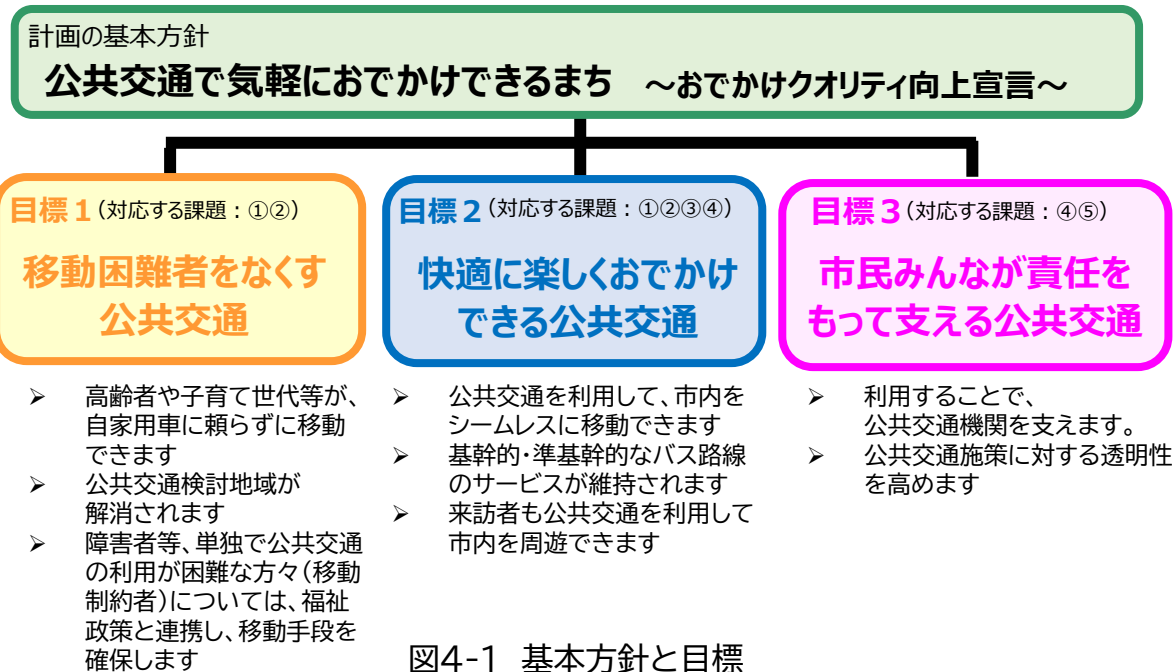 計画の基本方針
公共交通で気軽におでかけできるまち ～おでかけクオリティ向上宣言～
目標1(対応する課題：①②)
移動困難者をなくす
公共交通
➢ 高齢者や子育て世代等が、
自家用車に頼らずに移動
できます
➢ 公共交通検討地域が
解消されます
➢ 障害者等、単独で公共交通
の利用が困難な方々(移動
制約者)については、福祉
政策と連携し、移動手段を
確保します
目標2(対応する課題：①②③④)
快適に楽しくおでかけ
できる公共交通
➢ 公共交通を利用して、市内を
シームレスに移動できます
➢ 基幹的・準基幹的なバス路線
のサービスが維持されます
➢ 来訪者も公共交通を利用して
市内を周遊できます
目標3(対応する課題：④⑤)
市民みんなが責任を
もって支える公共交通
➢ 利用することで、
公共交通機関を支えます。
➢ 公共交通施策に対する透明性
を高めます
図4-1 基本方針と目標